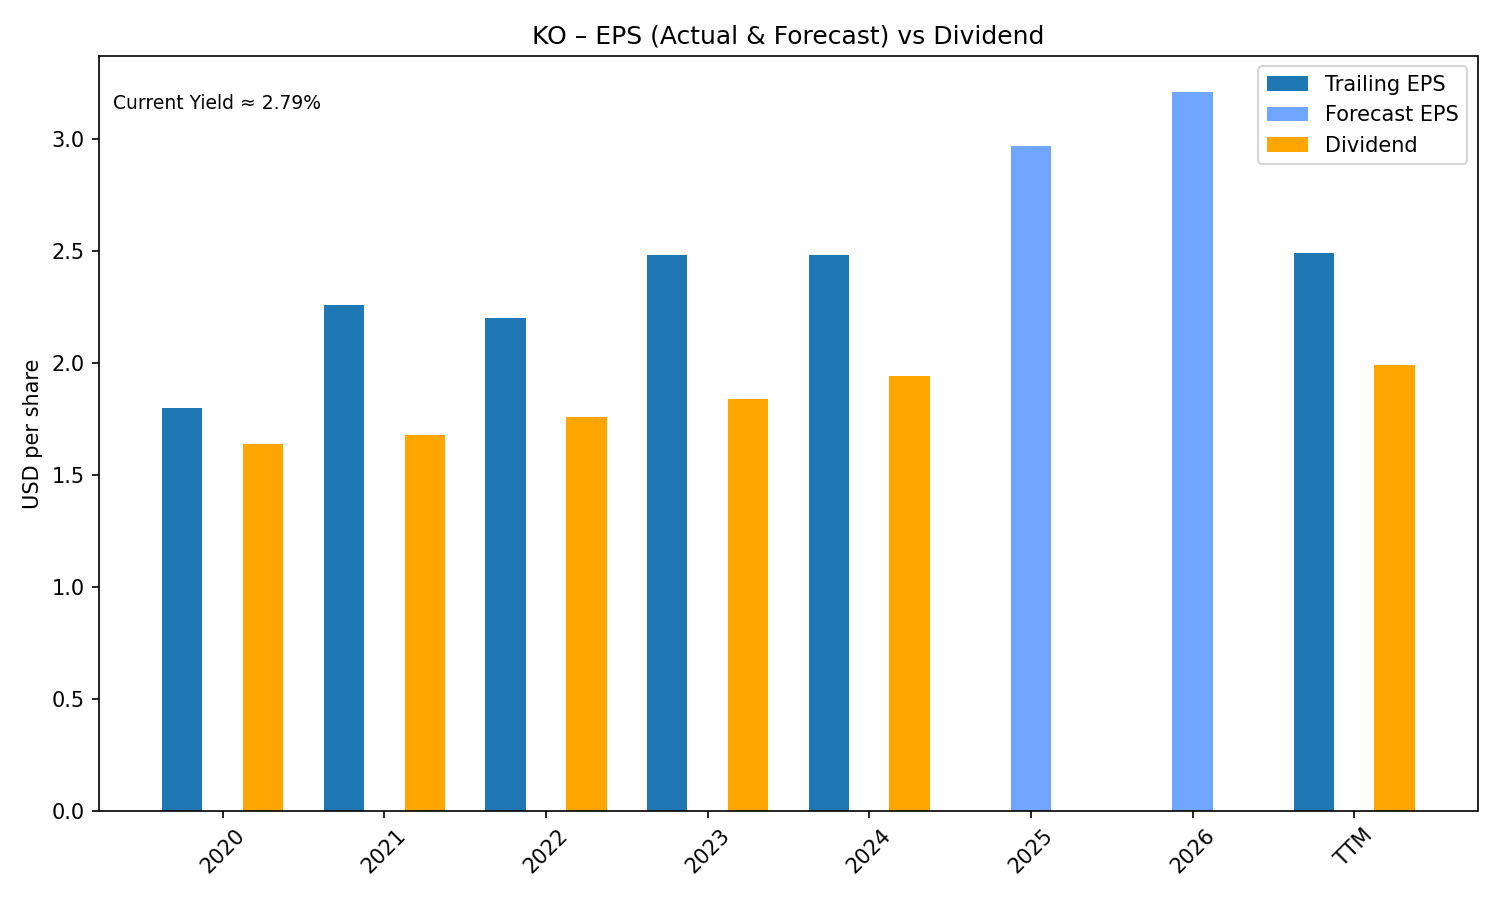 KO – EPS (Actual & Forecast) vs Dividend
Current Yield ≈ 2.79%
Trailing EPS
Forecast EPS
Dividend
USD per share
3.0
2.5
2.0
1.5
1.0
0.5
0.0
2020
2021
2022
2023
2024
2025
2026
TTM